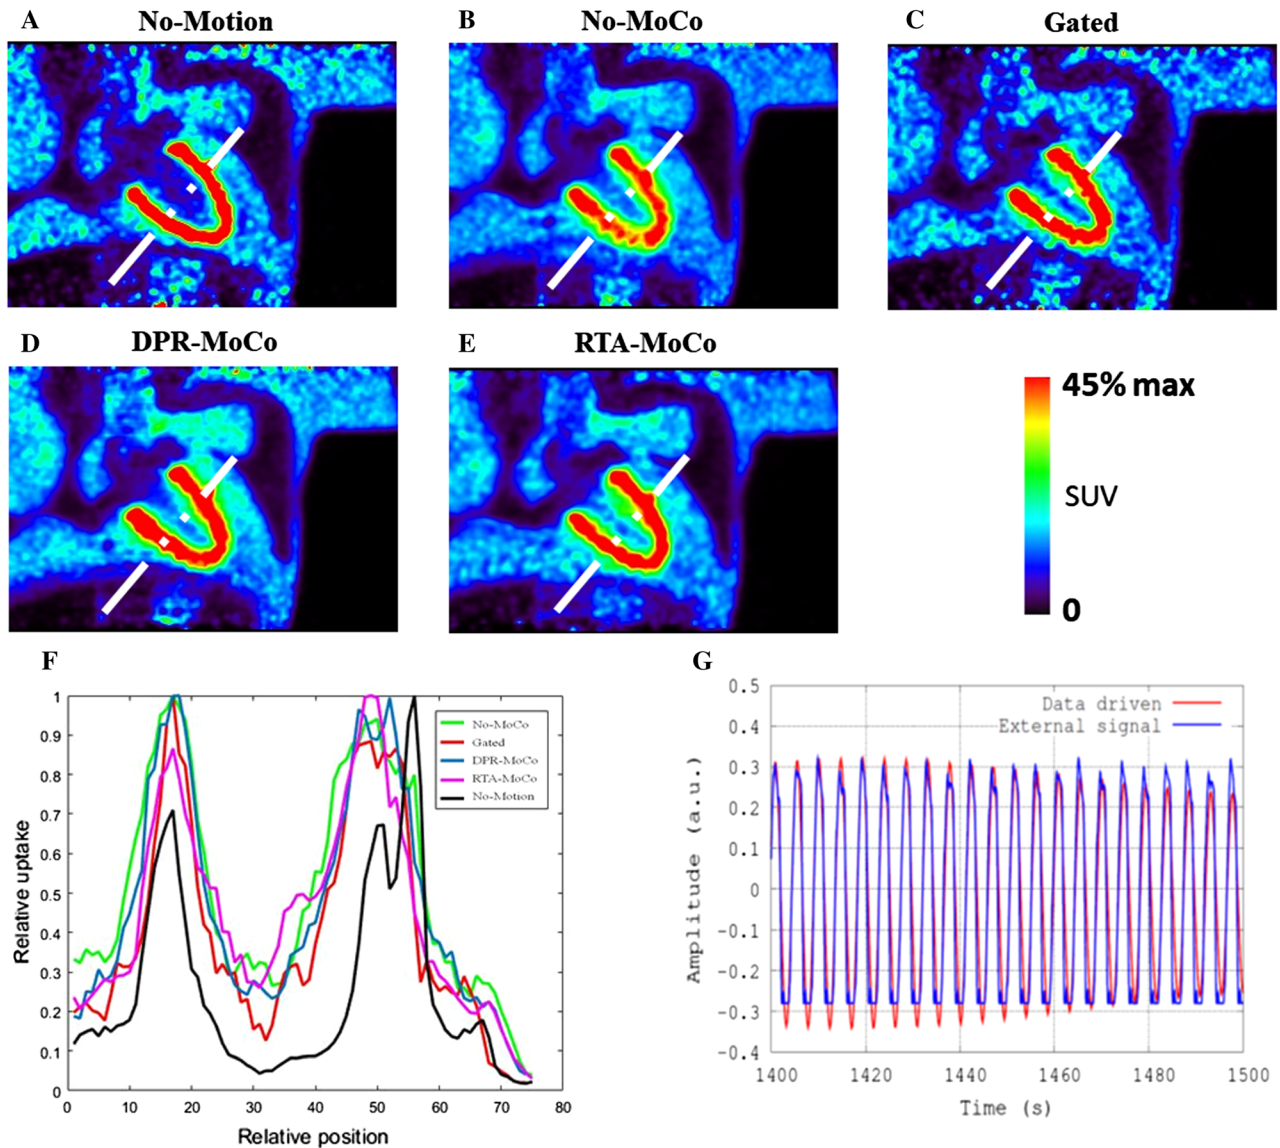 A No-Motion
B No-MoCo
C Gated
D DPR-MoCo
E RTA-MoCo
45% max
SUV
0
F
1
0.9
0.8
0.7
0.6
0.5
0.4
0.3
0.2
0.1
0
Relative uptake
No-MoCo
Gated
DPR-MoCo
RTA-MoCo
No-Motion
0 10 20 30 40 50 60 70 80
Relative position
G
0.5
0.4
0.3
0.2
0.1
0
-0.1
-0.2
-0.3
-0.4
Amplitude (a.u.)
Data driven
External signal
1400 1420 1440 1460 1480 1500
Time (s)